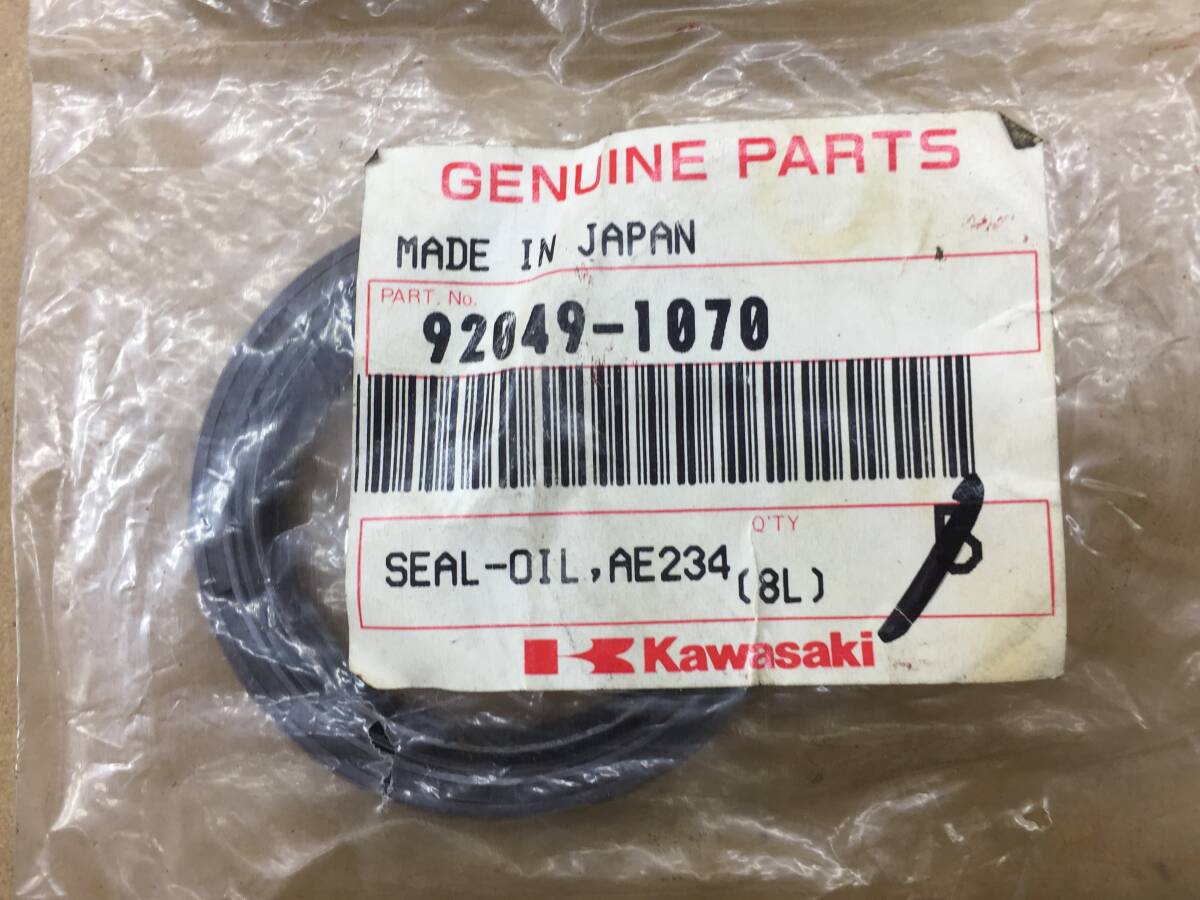 GENUINE PARTS
MADE IN JAPAN
PART. No.
92049-1070
Q'TY
SEAL-OIL,AE234(8L)
Kawasaki